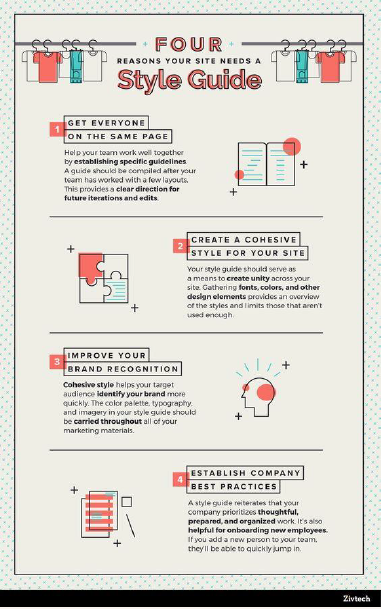 FOUR
REASONS YOUR SITE NEEDS A
Style Guide
1
GET EVERYONE
ON THE SAME PAGE
Help your team work well together
by establishing specific guidelines.
A guide should be compiled after your
team has worked with a few layouts.
This provides a clear direction for
future iterations and edits.
2
CREATE A COHESIVE
STYLE FOR YOUR SITE
Your style guide should serve as
a means to create unity across your
site. Gathering fonts, colors, and other
design elements provides an overview
of the styles and limits those that aren't
used enough.
3
IMPROVE YOUR
BRAND RECOGNITION
Cohesive style helps your target
audience identify your brand more
quickly. The color palette, typography,
and imagery in your style guide should
be carried throughout all of your
marketing materials.
4
ESTABLISH COMPANY
BEST PRACTICES
A style guide reiterates that your
company prioritizes thoughtful,
prepared, and organized work. It's also
helpful for onboarding new employees.
If you add a new person to your team,
they'll be able to quickly jump in.
Zivtech